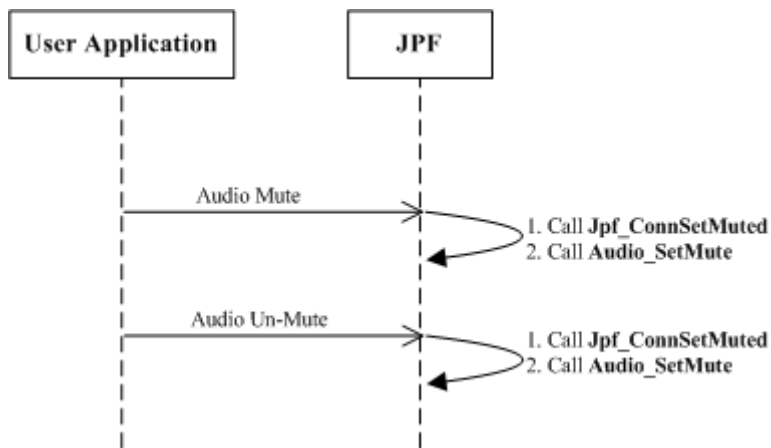 User Application
JPF
Audio Mute
1. Call Jpf_ConnSetMuted
2. Call Audio_SetMute
Audio Un-Mute
1. Call Jpf_ConnSetMuted
2. Call Audio_SetMute